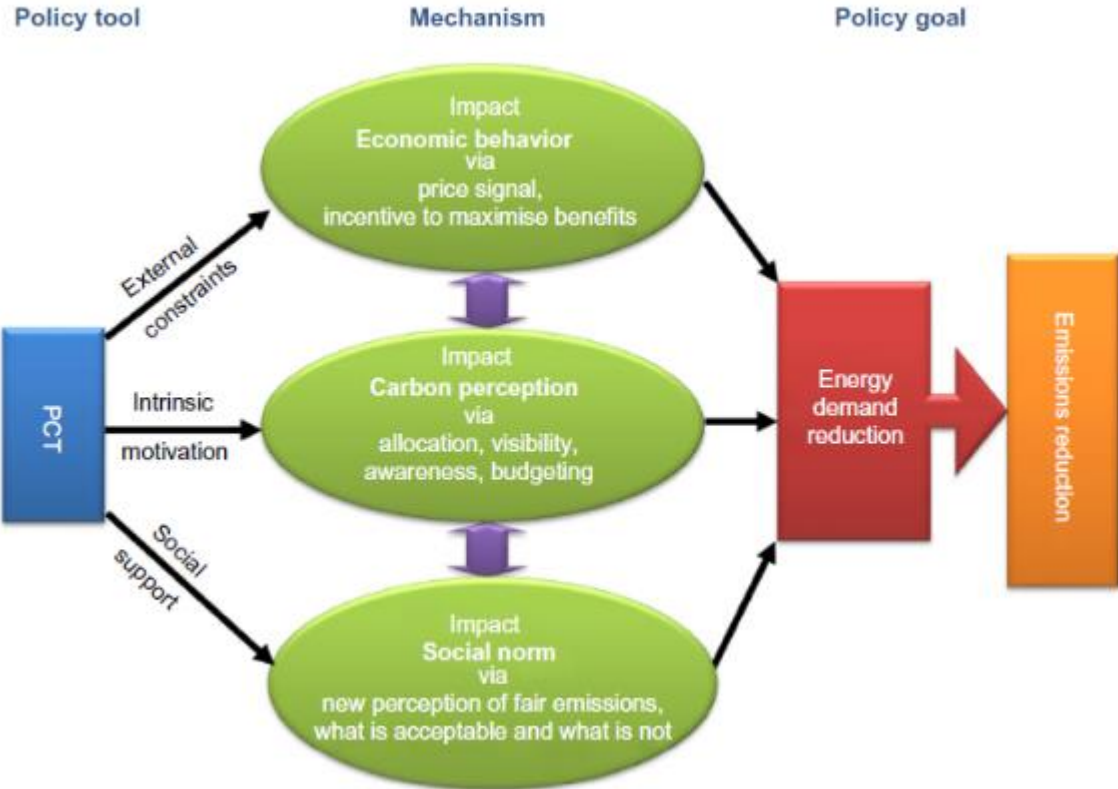 Policy tool
Mechanism
Policy goal
Impact
Economic behavior
via
price signal,
incentive to maximise benefits
External
constraints
PCT
Intrinsic
motivation
Impact
Carbon perception
via
allocation, visibility,
awareness, budgeting
Energy
demand
reduction
Emissions reduction
Social
support
Impact
Social norm
via
new perception of fair emissions,
what is acceptable and what is not